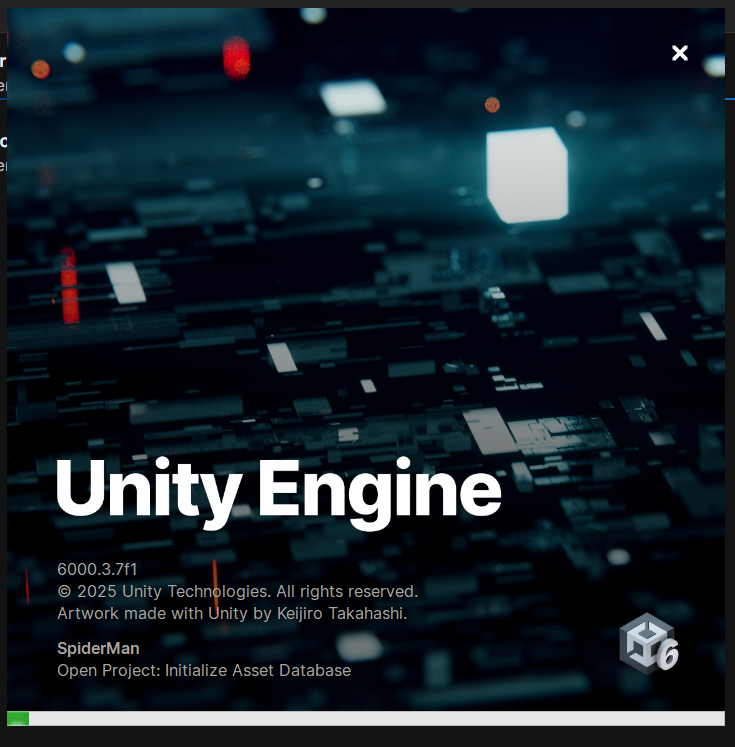 Unity Engine
6000.3.7f1
© 2025 Unity Technologies. All rights reserved.
Artwork made with Unity by Keijiro Takahashi.
SpiderMan
Open Project: Initialize Asset Database
6